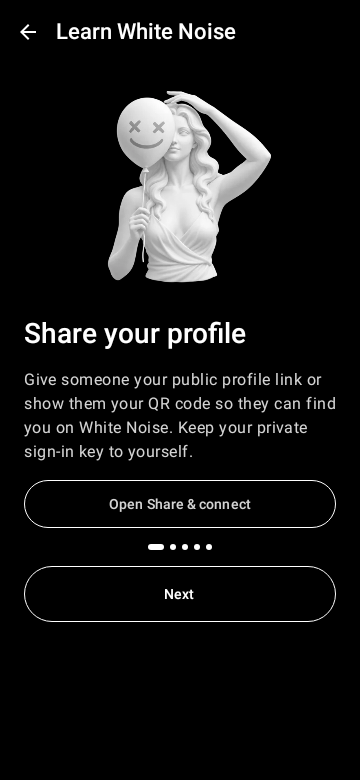 Learn White Noise
Share your profile
Give someone your public profile link or
show them your QR code so they can find
you on White Noise. Keep your private
sign-in key to yourself.
Open Share & connect
Next